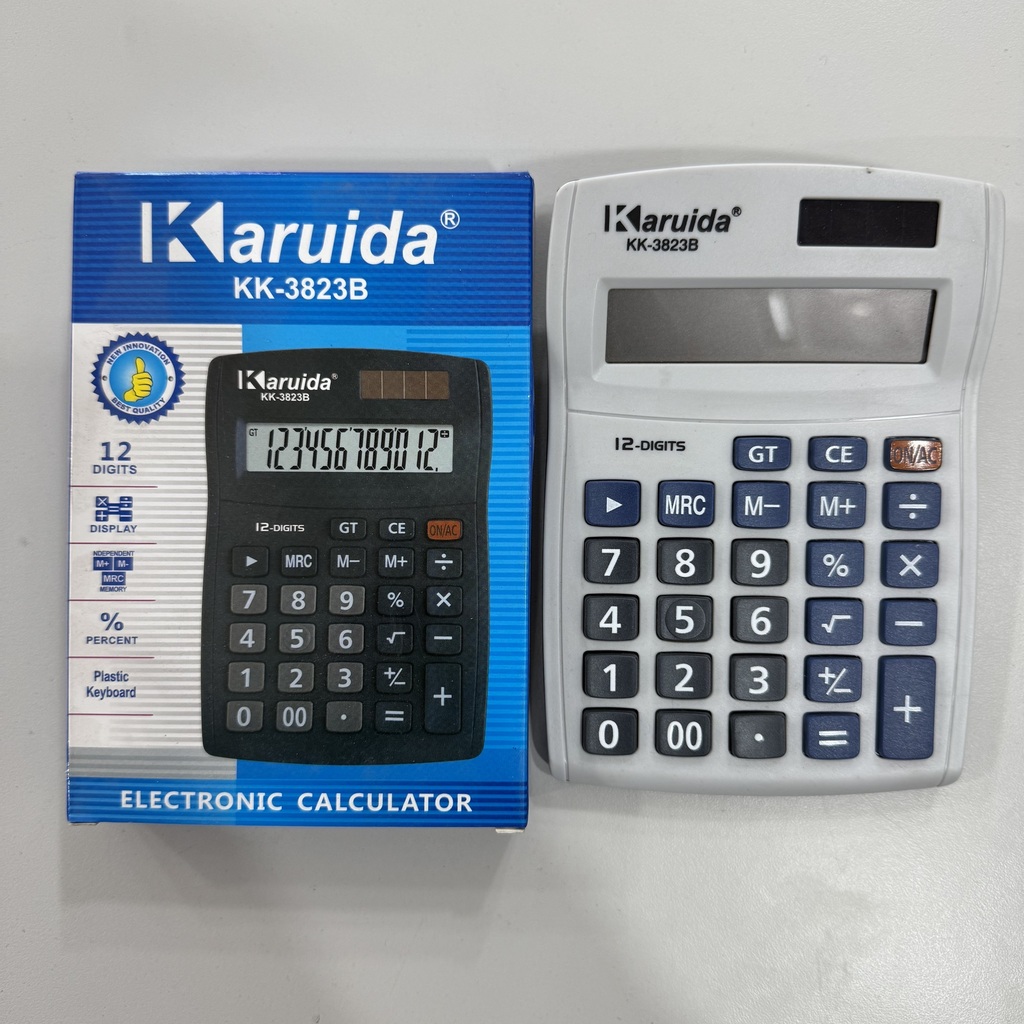 Karuida®
KK-3823B
NEW INNOVATION
BEST QUALITY
12
DIGITS
DISPLAY
INDEPENDENT
M+ M-
MRC
MEMORY
%
PERCENT
Plastic
Keyboard
Karuida®
KK-3823B
GT
123456789012.
12-DIGITS GT CE ON/AC
▶ MRC M− M+ ÷
7 8 9 % ×
4 5 6 √ −
1 2 3 +/−
0 00 · = +
ELECTRONIC CALCULATOR
Karuida®
KK-3823B
12-DIGITS GT CE ON/AC
▶ MRC M− M+ ÷
7 8 9 % ×
4 5 6 √ −
1 2 3 +/−
0 00 · = +